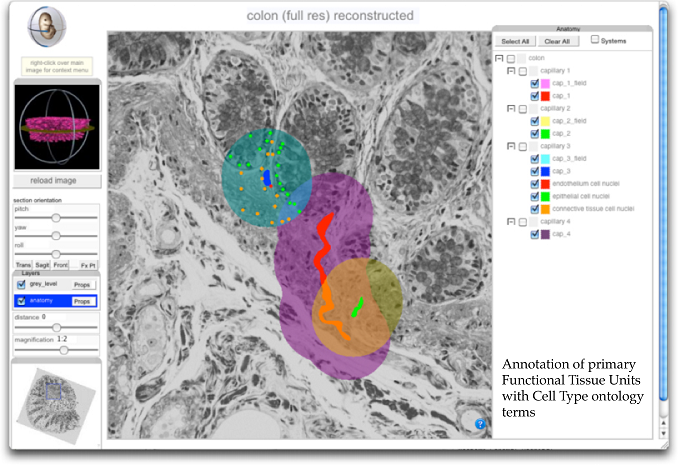 colon (full res) reconstructed
right-click over main
image for context menu
reload image
section orientation
pitch
yaw
roll
Trans Sagit Front Fx Pt
Layers
grey_level Props
anatomy Props
distance 0
magnification 1:2
Anatomy
Select All Clear All Systems
colon
capillary 1
cap_1_field
cap_1
capillary 2
cap_2_field
cap_2
capillary 3
cap_3_field
cap_3
endothelium cell nuclei
epithelial cell nuclei
connective tissue cell nuclei
capillary 4
cap_4
?
Annotation of primary
Functional Tissue Units
with Cell Type ontology
terms